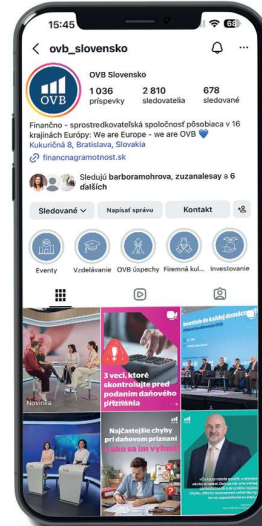 15:45
63
ovb_slovensko
OVB
OVB Slovensko
1 036 2 810 678
príspevky sledovatelia sledované
Finančno - sprostredkovateľská spoločnosť pôsobiaca v 16
krajinách Európy: We are Europe - we are OVB 💙
Kukuričná 8, Bratislava, Slovakia
financnagramotnost.sk
Sledujú barboramohrova, zuzanalesay a 6
ďalších
Sledované Napísať správu Kontakt
Eventy Vzdelávanie OVB úspechy Firemná kul... Investovanie
Novinka
3 veci, ktoré
skontrolujte pred
podaním daňového
priznania
Najčastejšie chyby
pri daňovom priznaní